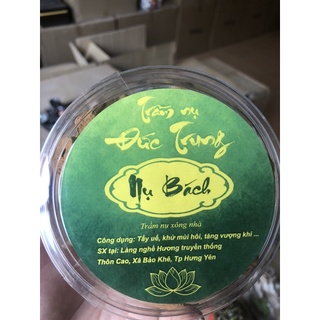 Trầm nụ
Đức Trung
Nụ Bách
Trầm nụ xông nhà
Công dụng: Tẩy uế, khử mùi hôi, tăng vượng khí ...
SX tại: Làng nghề Hương truyền thống
Thôn Cao, Xã Bảo Khê, Tp Hưng Yên